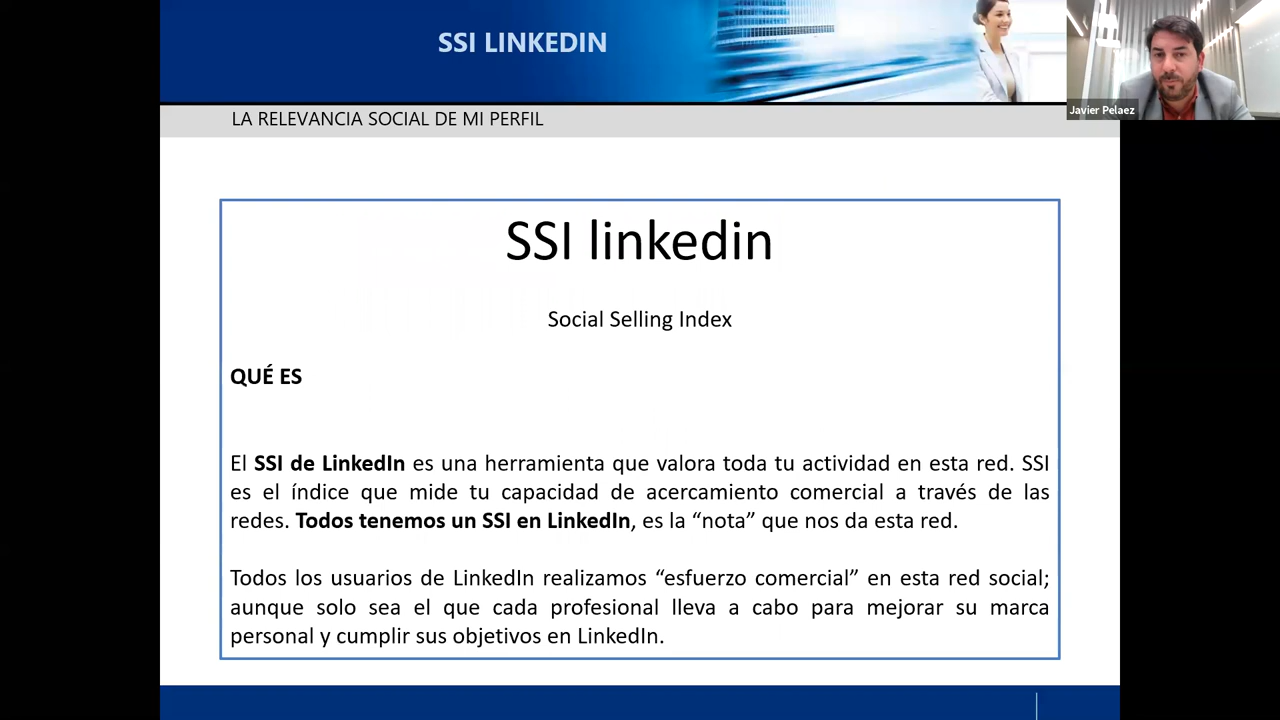 SSI LINKEDIN
Javier Pelaez
LA RELEVANCIA SOCIAL DE MI PERFIL
SSI linkedin
Social Selling Index
QUÉ ES
El SSI de LinkedIn es una herramienta que valora toda tu actividad en esta red. SSI
es el índice que mide tu capacidad de acercamiento comercial a través de las
redes. Todos tenemos un SSI en LinkedIn, es la “nota” que nos da esta red.
Todos los usuarios de LinkedIn realizamos “esfuerzo comercial” en esta red social;
aunque solo sea el que cada profesional lleva a cabo para mejorar su marca
personal y cumplir sus objetivos en LinkedIn.